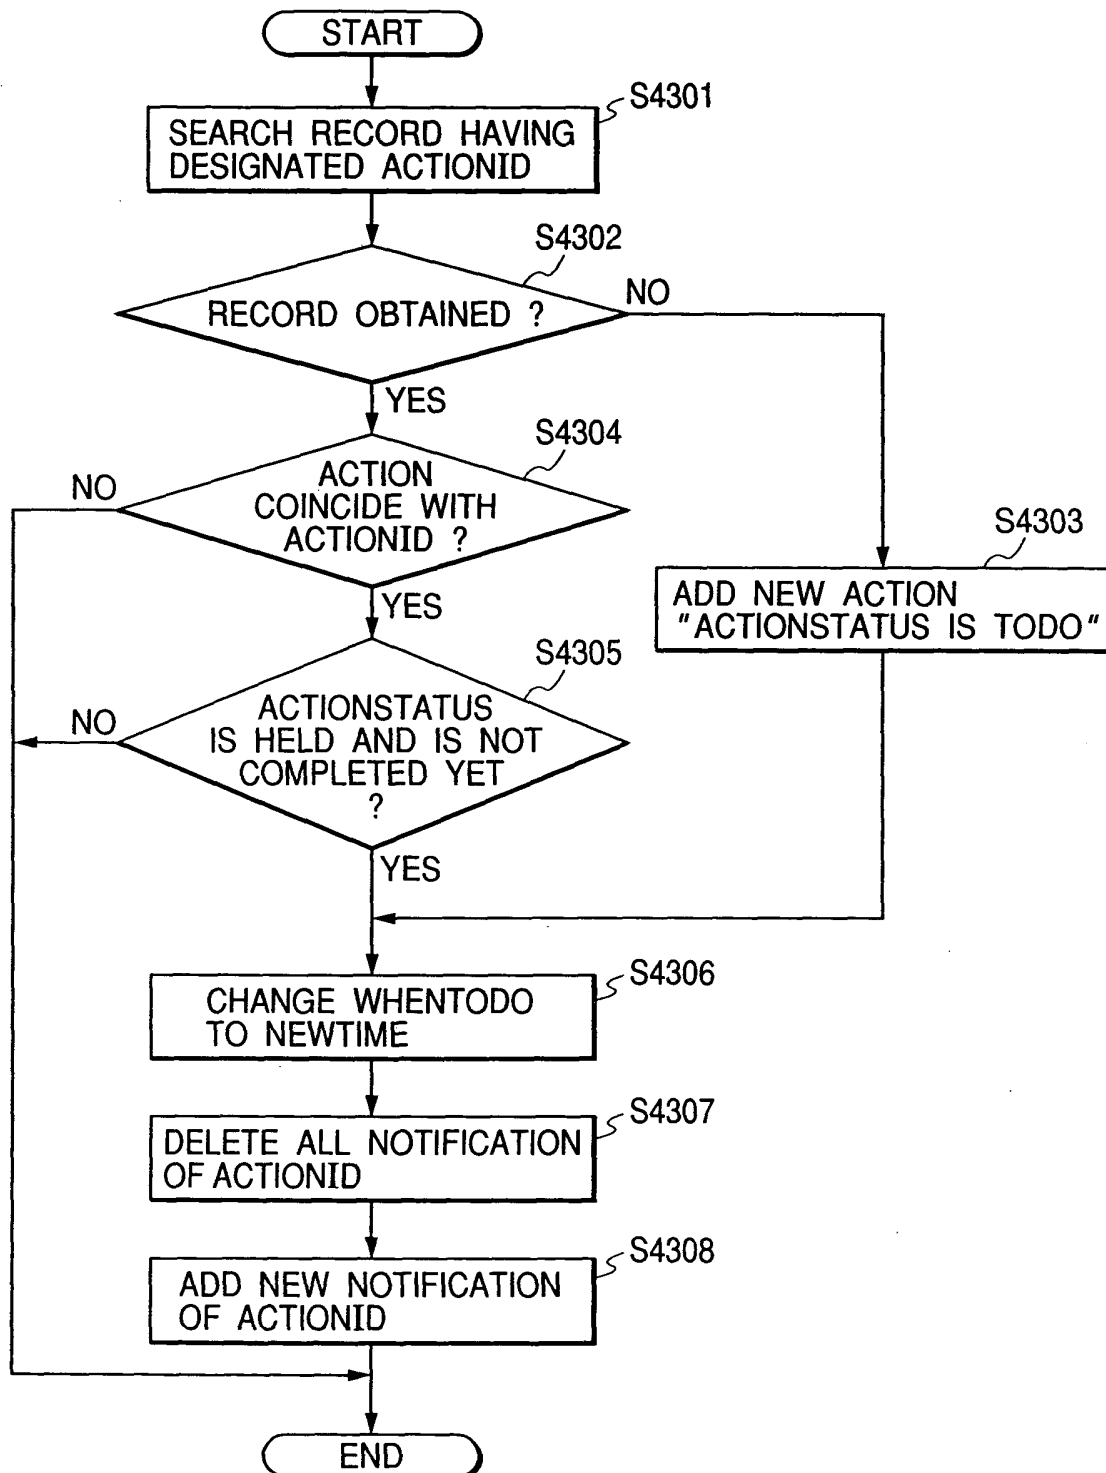 START
S4301
SEARCH RECORD HAVING
DESIGNATED ACTIONID
S4302
RECORD OBTAINED ?
NO
YES
S4304
ACTION
COINCIDE WITH
ACTIONID ?
NO
YES
S4303
ADD NEW ACTION
"ACTIONSTATUS IS TODO"
S4305
ACTIONSTATUS
IS HELD AND IS NOT
COMPLETED YET
?
NO
YES
S4306
CHANGE WHENTODO
TO NEWTIME
S4307
DELETE ALL NOTIFICATION
OF ACTIONID
S4308
ADD NEW NOTIFICATION
OF ACTIONID
END